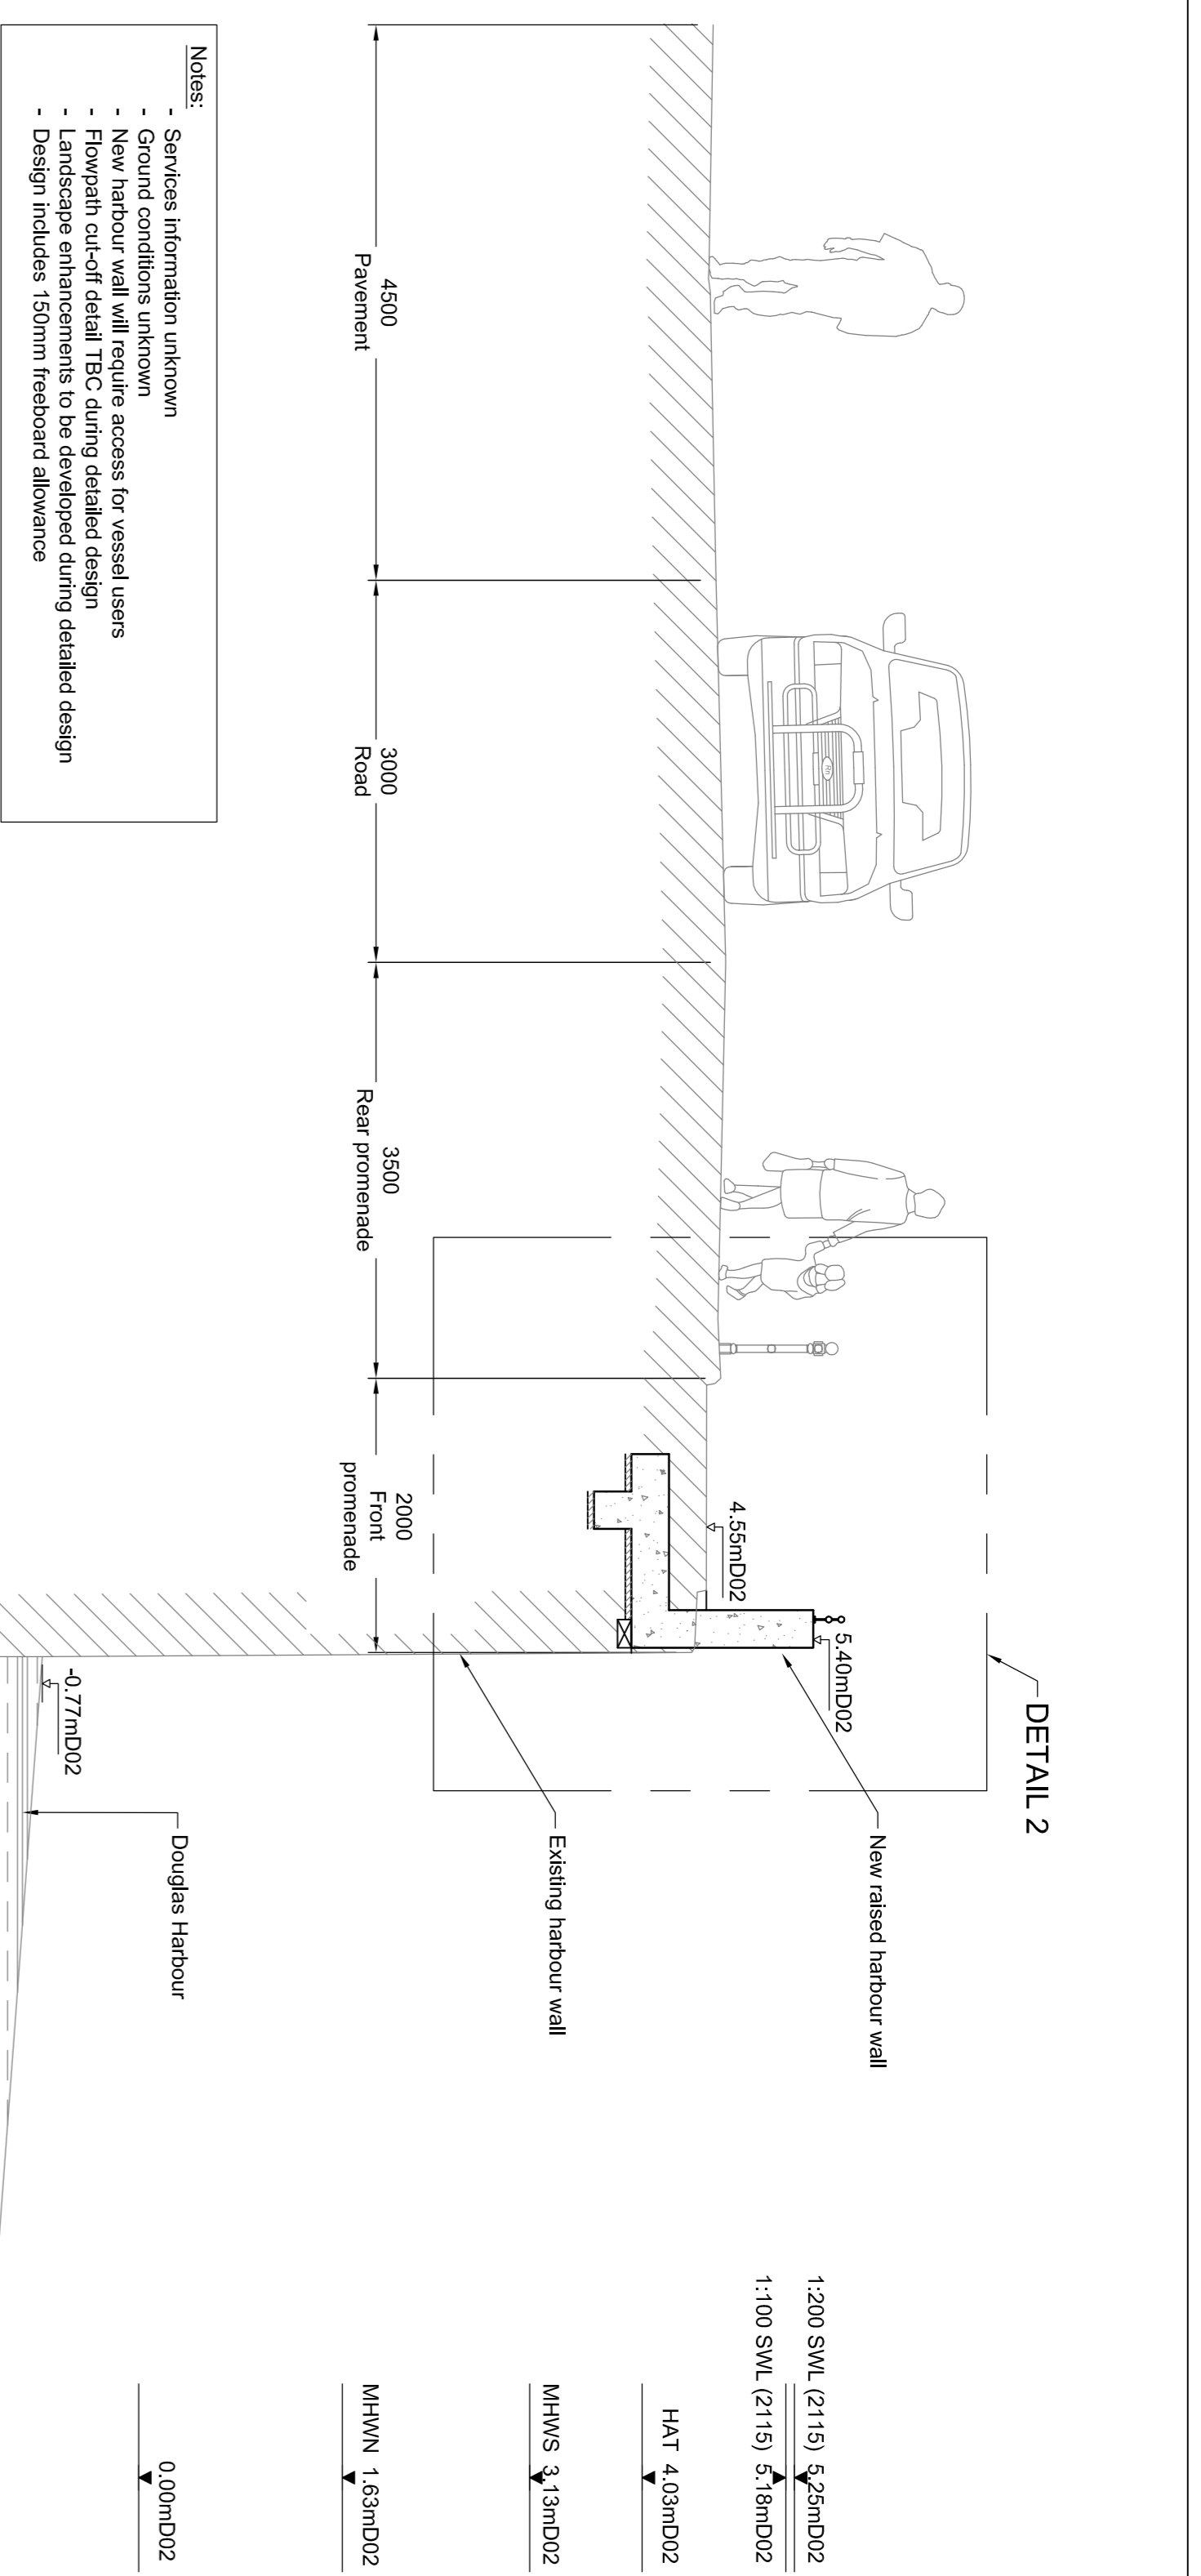 DETAIL 2
New raised harbour wall
5.40mD02
4.55mD02
Existing harbour wall
-0.77mD02
Douglas Harbour
1:200 SWL (2115) 5.25mD02
1:100 SWL (2115) 5.18mD02
HAT 4.03mD02
MHWS 3.13mD02
MHWN 1.63mD02
0.00mD02
4500
Pavement
3000
Road
3500
Rear promenade
2000
Front
promenade
Notes:
- Services information unknown
- Ground conditions unknown
- New harbour wall will require access for vessel users
- Flowpath cut-off detail TBC during detailed design
- Landscape enhancements to be developed during detailed design
- Design includes 150mm freeboard allowance